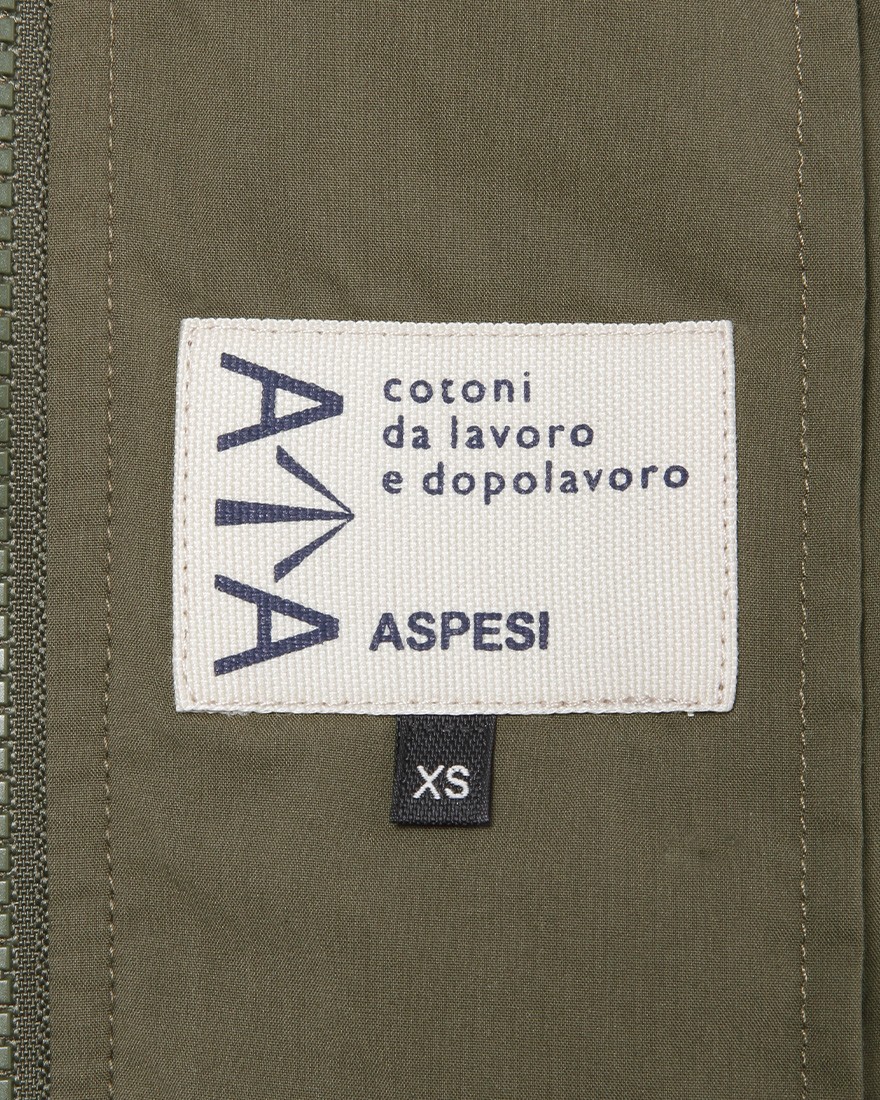 A A
cotoni
da lavoro
e dopolavoro
ASPESI
XS